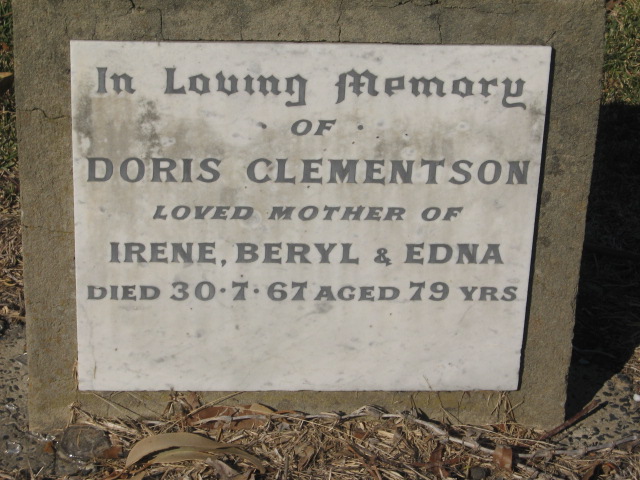 In Loving Memory
· OF ·
DORIS CLEMENTSON
LOVED MOTHER OF
IRENE, BERYL & EDNA
DIED 30·7·67 AGED 79 YRS